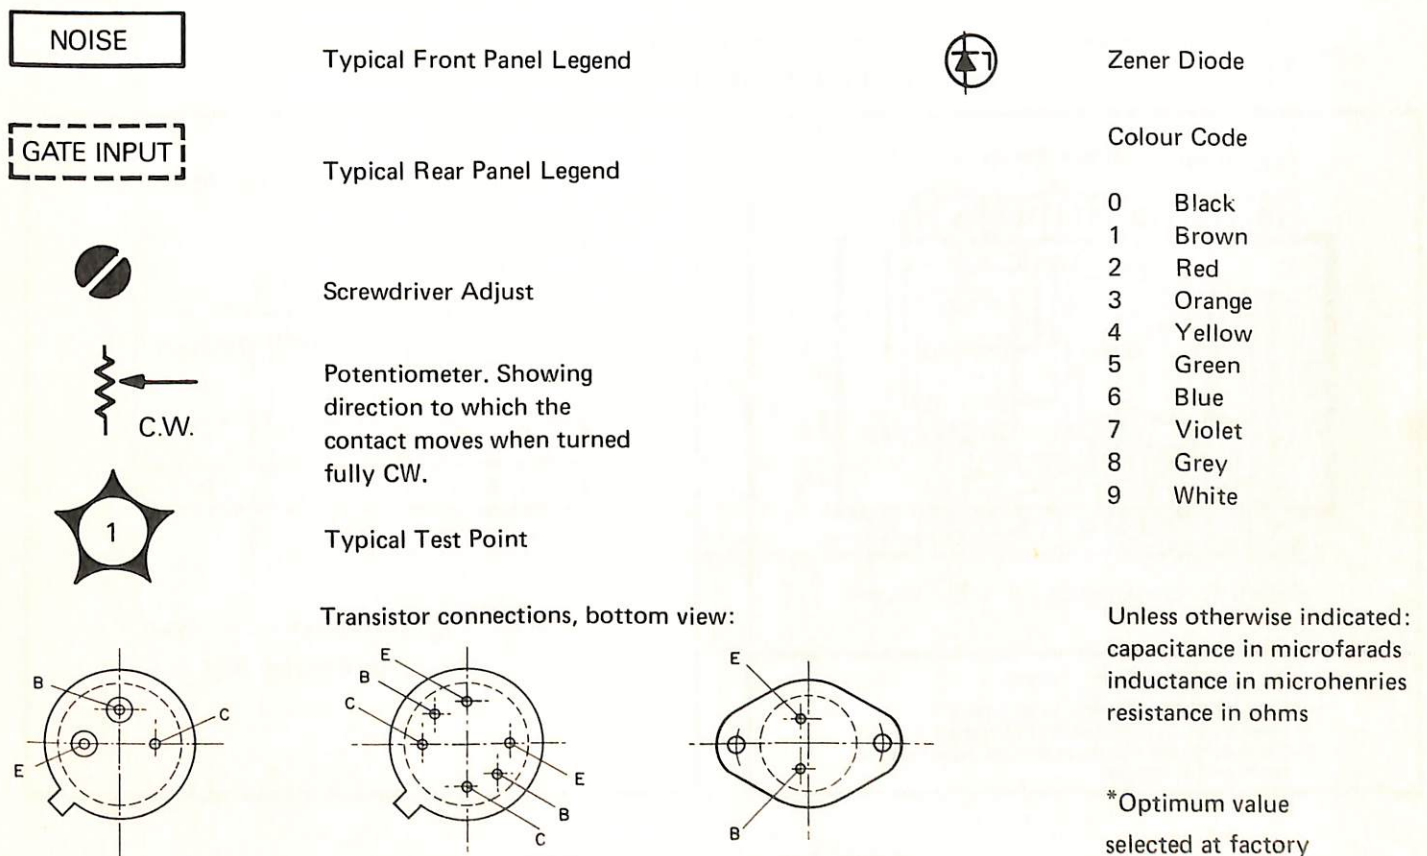 NOISE
Typical Front Panel Legend
GATE INPUT
Typical Rear Panel Legend
Screwdriver Adjust
C.W.
Potentiometer. Showing
direction to which the
contact moves when turned
fully CW.
1
Typical Test Point
Zener Diode
Colour Code
0 Black
1 Brown
2 Red
3 Orange
4 Yellow
5 Green
6 Blue
7 Violet
8 Grey
9 White
Transistor connections, bottom view:
B
C
E
E
B
C
E
B
C
E
B
Unless otherwise indicated:
capacitance in microfarads
inductance in microhenries
resistance in ohms
*Optimum value
selected at factory